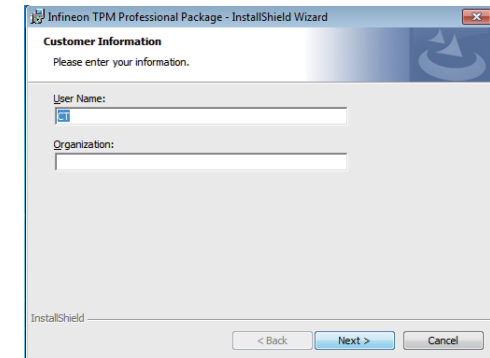 Infineon TPM Professional Package - InstallShield Wizard
Customer Information
Please enter your information.
User Name:
CT
Organization:
InstallShield
< Back Next > Cancel